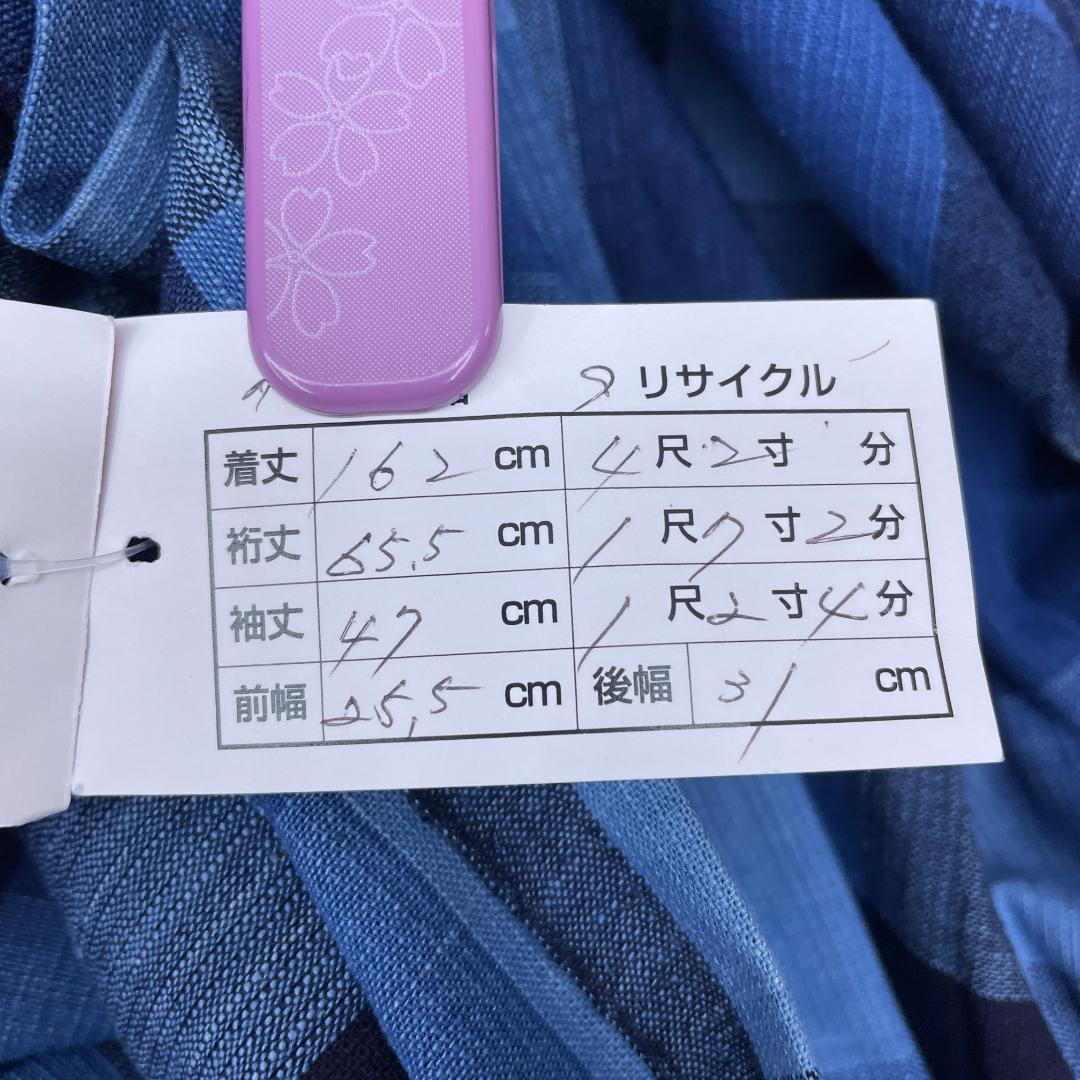 リサイクル
着丈 162 cm 4尺2寸 分
裄丈 65.5 cm 1尺7寸2分
袖丈 47 cm 1尺2寸4分
前幅 25.5 cm 後幅 31 cm